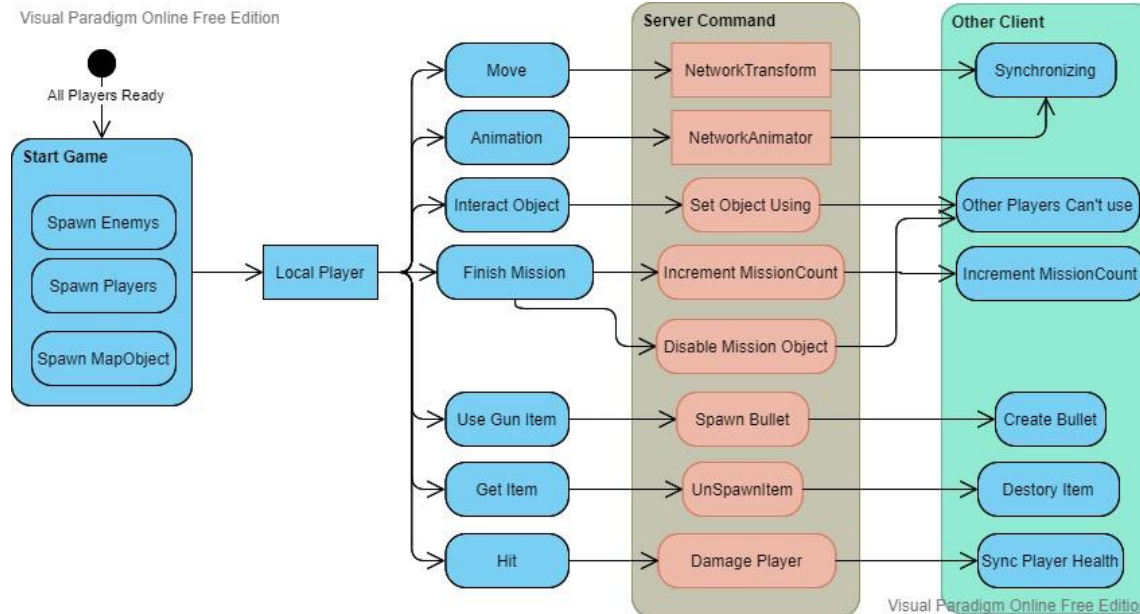 Visual Paradigm Online Free Edition
All Players Ready
Start Game
Spawn Enemys
Spawn Players
Spawn MapObject
Local Player
Move
Animation
Interact Object
Finish Mission
Use Gun Item
Get Item
Hit
Server Command
NetworkTransform
NetworkAnimator
Set Object Using
Increment MissionCount
Disable Mission Object
Spawn Bullet
UnSpawnItem
Damage Player
Other Client
Synchronizing
Other Players Can't use
Increment MissionCount
Create Bullet
Destory Item
Sync Player Health
Visual Paradigm Online Free Edition